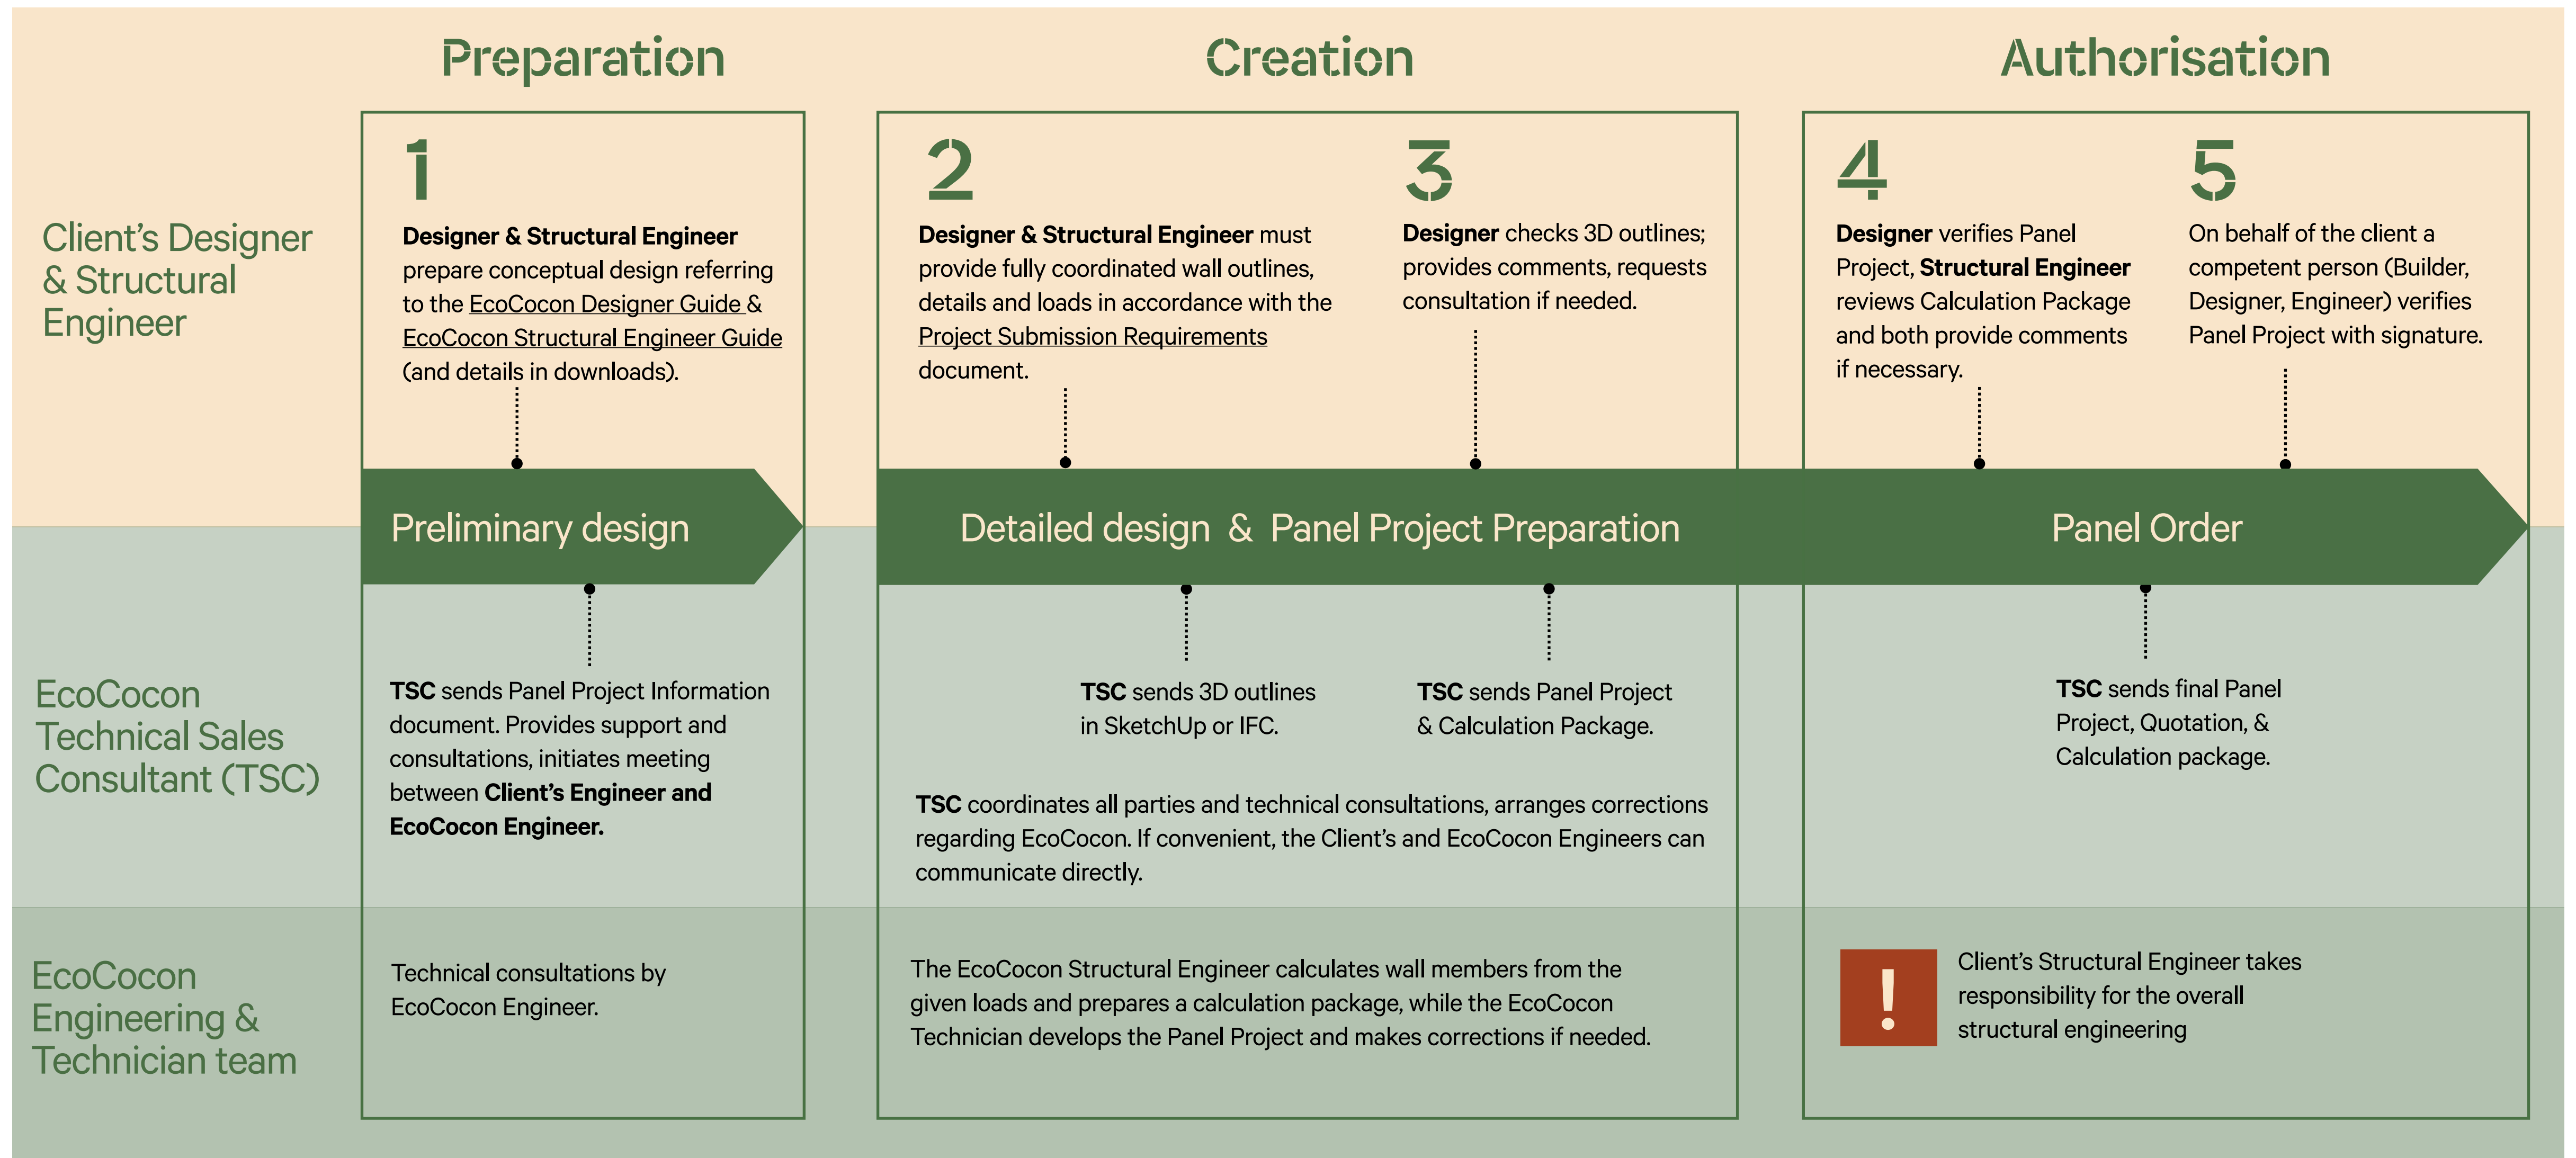 Preparation
Creation
Authorisation
Client's Designer
& Structural
Engineer
1
Designer & Structural Engineer
prepare conceptual design referring
to the EcoCocon Designer Guide &
EcoCocon Structural Engineer Guide
(and details in downloads).
2
Designer & Structural Engineer must
provide fully coordinated wall outlines,
details and loads in accordance with the
Project Submission Requirements
document.
3
Designer checks 3D outlines;
provides comments, requests
consultation if needed.
4
Designer verifies Panel
Project, Structural Engineer
reviews Calculation Package
and both provide comments
if necessary.
5
On behalf of the client a
competent person (Builder,
Designer, Engineer) verifies
Panel Project with signature.
Preliminary design
Detailed design & Panel Project Preparation
Panel Order
EcoCocon
Technical Sales
Consultant (TSC)
TSC sends Panel Project Information
document. Provides support and
consultations, initiates meeting
between Client's Engineer and
EcoCocon Engineer.
TSC sends 3D outlines
in SketchUp or IFC.
TSC sends Panel Project
& Calculation Package.
TSC coordinates all parties and technical consultations, arranges corrections
regarding EcoCocon. If convenient, the Client's and EcoCocon Engineers can
communicate directly.
TSC sends final Panel
Project, Quotation, &
Calculation package.
EcoCocon
Engineering &
Technician team
Technical consultations by
EcoCocon Engineer.
The EcoCocon Structural Engineer calculates wall members from the
given loads and prepares a calculation package, while the EcoCocon
Technician develops the Panel Project and makes corrections if needed.
!
Client's Structural Engineer takes
responsibility for the overall
structural engineering